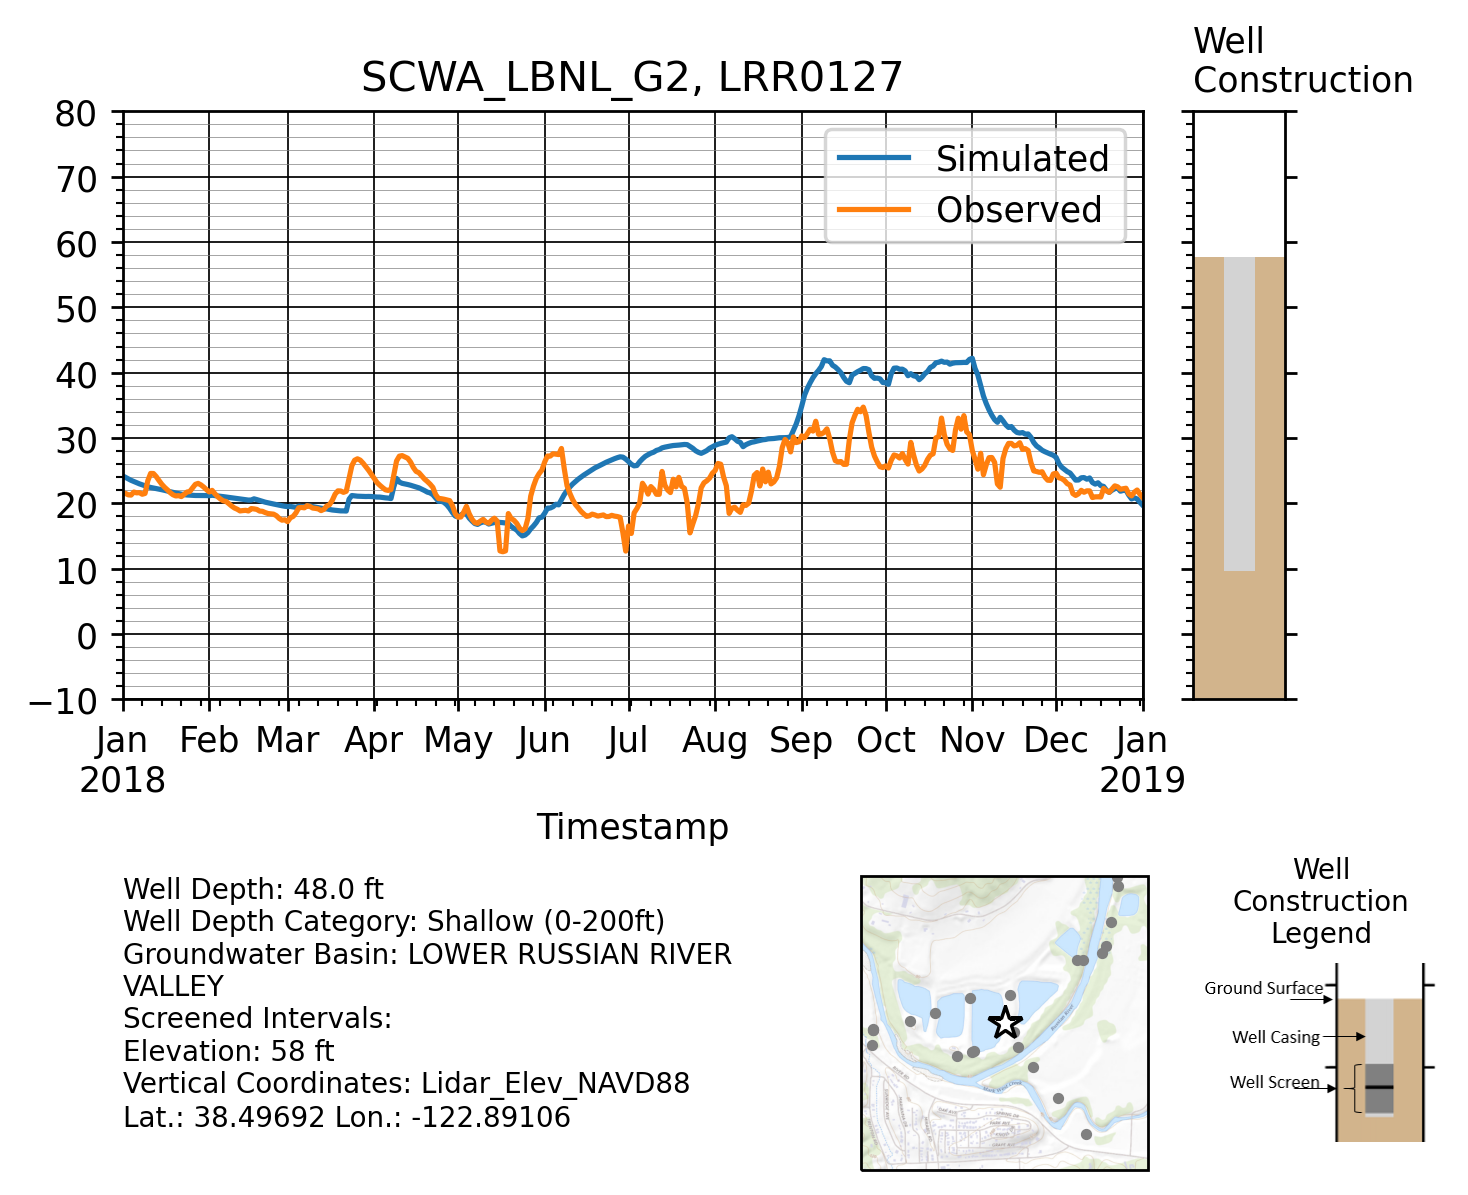 Well
Construction
SCWA_LBNL_G2, LRR0127
80
70
60
50
40
30
20
10
0
−10
Simulated
Observed
Jan Feb Mar Apr May Jun Jul Aug Sep Oct Nov Dec Jan
2018 2019
Timestamp
Well Depth: 48.0 ft
Well Depth Category: Shallow (0-200ft)
Groundwater Basin: LOWER RUSSIAN RIVER
VALLEY
Screened Intervals:
Elevation: 58 ft
Vertical Coordinates: Lidar_Elev_NAVD88
Lat.: 38.49692 Lon.: -122.89106
Well
Construction
Legend
Ground Surface
Well Casing
Well Screen